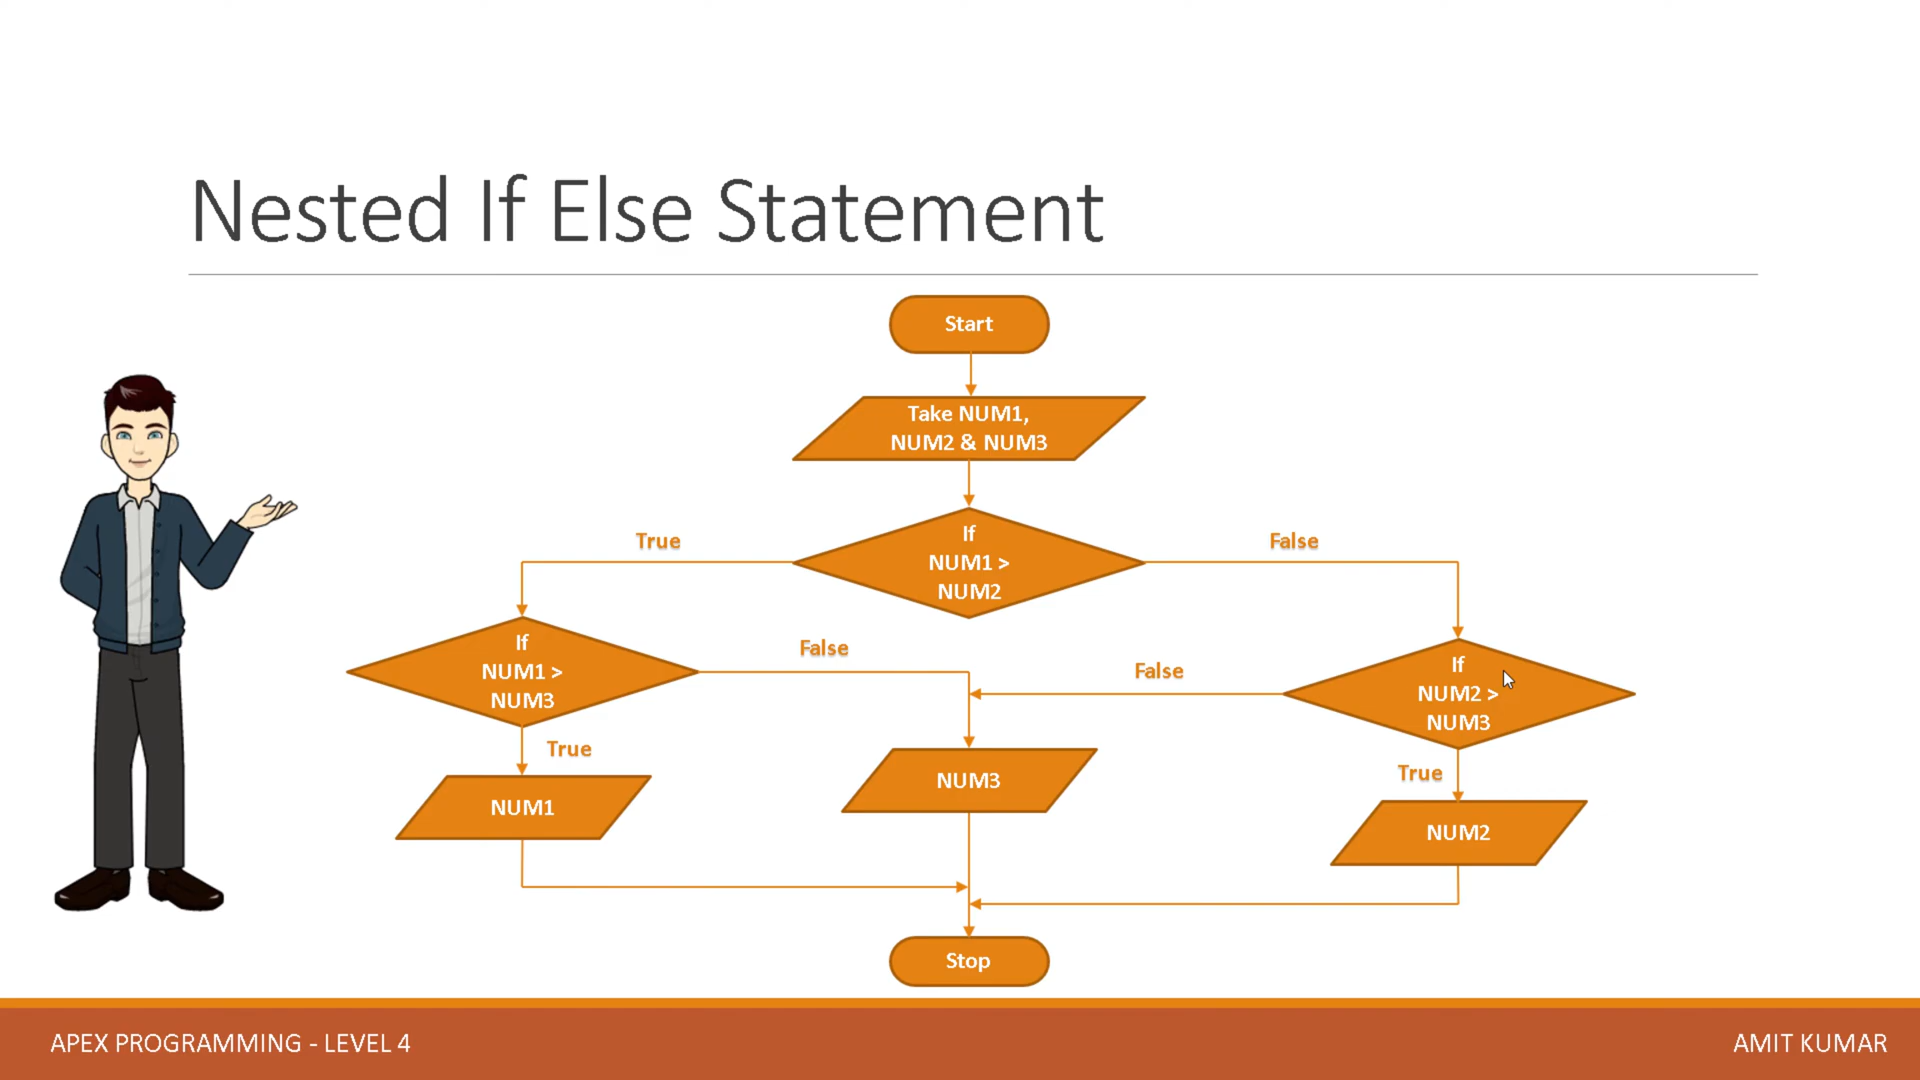 Nested If Else Statement
Start
Take NUM1,
NUM2 & NUM3
If
NUM1 >
NUM2
True
False
If
NUM1 >
NUM3
False
False
If
NUM2 >
NUM3
True
True
NUM1
NUM3
NUM2
Stop
APEX PROGRAMMING - LEVEL 4
AMIT KUMAR